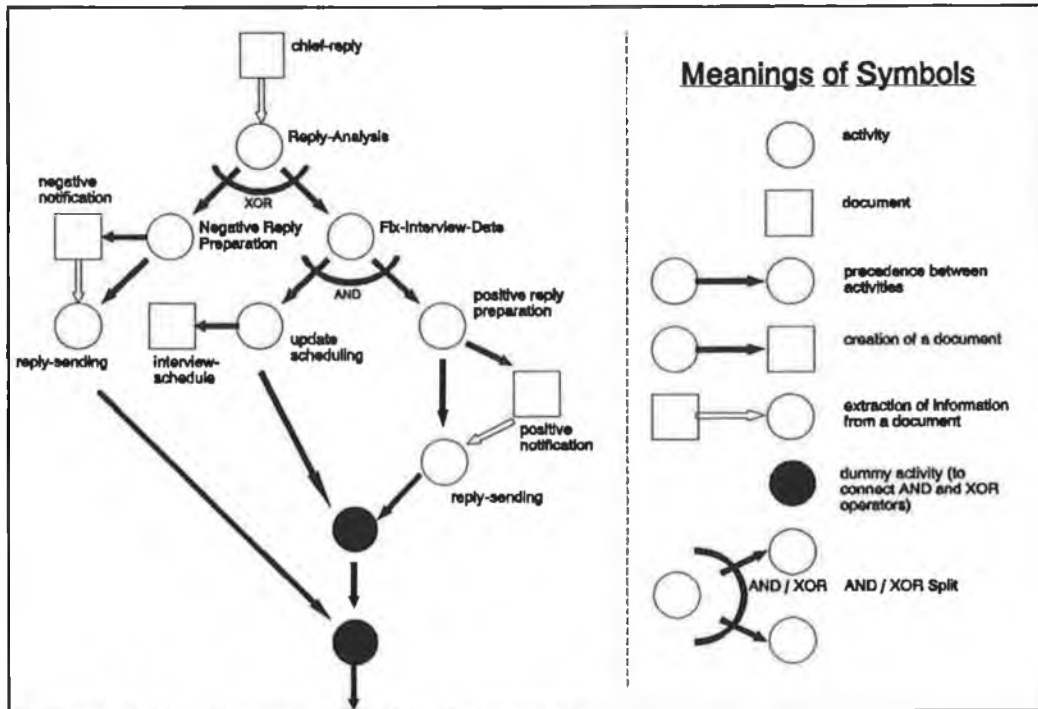 chief-reply
Reply-Analysis
XOR
negative
notification
Negative Reply
Preparation
Fix-Interview-Date
AND
positive reply
preparation
reply-sending
interview-
schedule
update
scheduling
positive
notification
reply-sending
Meanings of Symbols
activity
document
precedence between
activities
creation of a document
extraction of information
from a document
dummy activity (to
connect AND and XOR
operators)
AND / XOR
AND / XOR Split